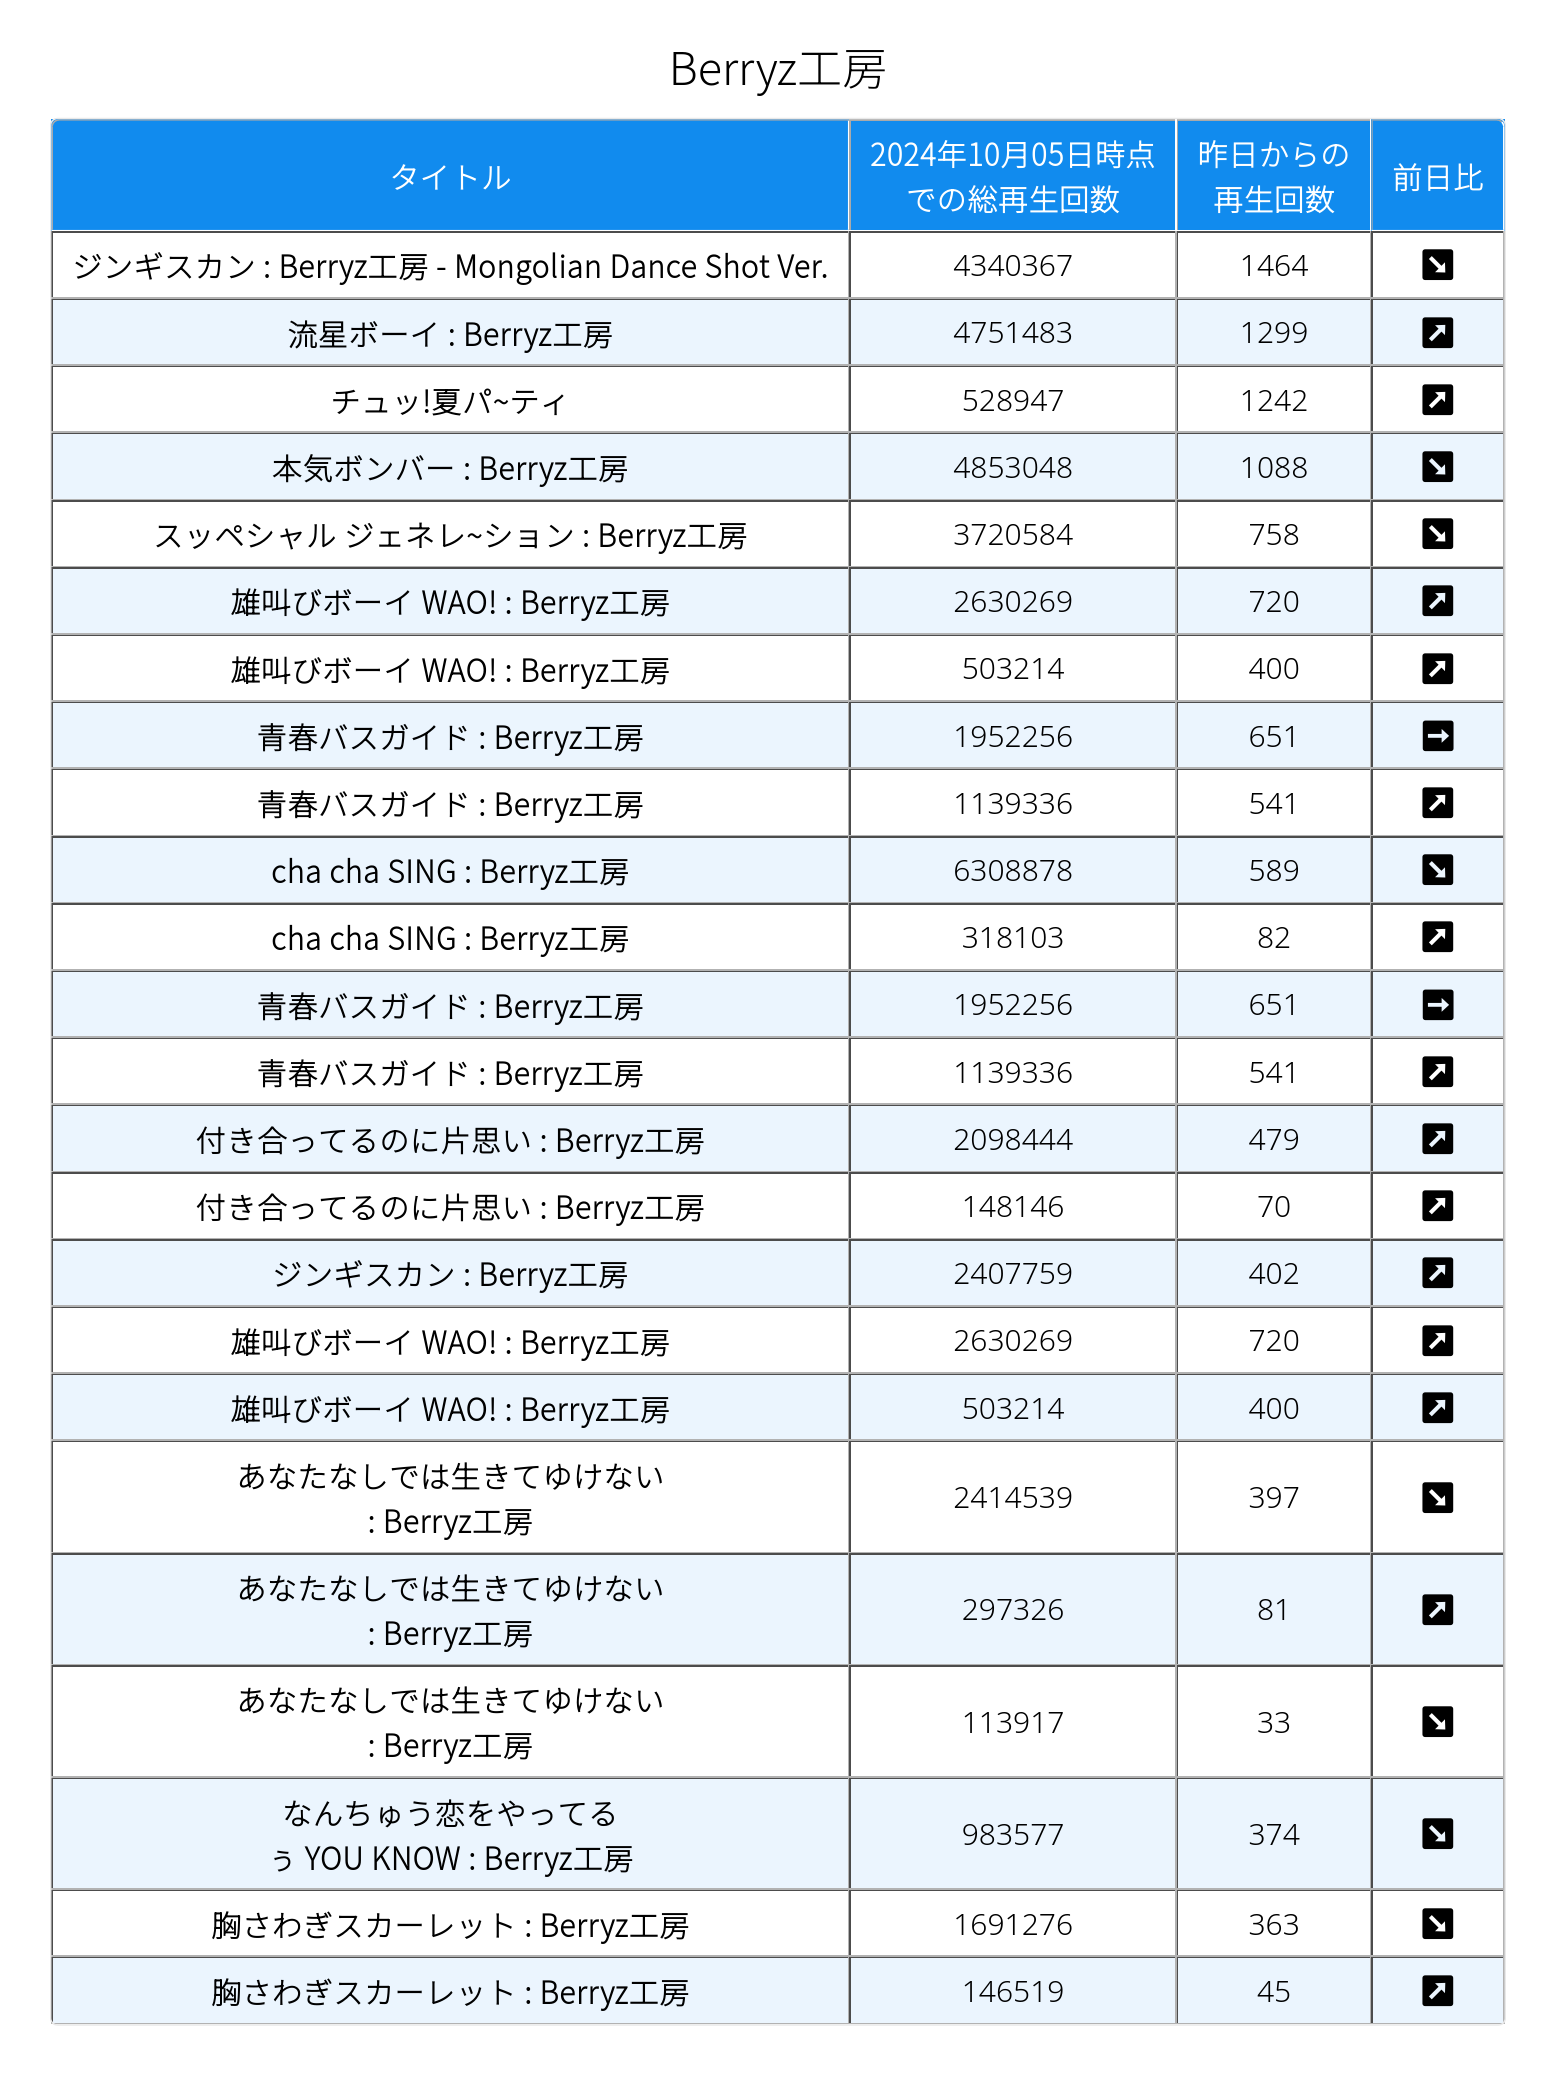 Berryz工房
タイトル 2024年10月05日時点での総再生回数 昨日からの再生回数 前日比
ジンギスカン : Berryz工房 - Mongolian Dance Shot Ver. 4340367 1464
流星ボーイ : Berryz工房 4751483 1299
チュッ!夏パ~ティ 528947 1242
本気ボンバー : Berryz工房 4853048 1088
スッペシャル ジェネレ~ション : Berryz工房 3720584 758
雄叫びボーイ WAO! : Berryz工房 2630269 720
雄叫びボーイ WAO! : Berryz工房 503214 400
青春バスガイド : Berryz工房 1952256 651
青春バスガイド : Berryz工房 1139336 541
cha cha SING : Berryz工房 6308878 589
cha cha SING : Berryz工房 318103 82
青春バスガイド : Berryz工房 1952256 651
青春バスガイド : Berryz工房 1139336 541
付き合ってるのに片思い : Berryz工房 2098444 479
付き合ってるのに片思い : Berryz工房 148146 70
ジンギスカン : Berryz工房 2407759 402
雄叫びボーイ WAO! : Berryz工房 2630269 720
雄叫びボーイ WAO! : Berryz工房 503214 400
あなたなしでは生きてゆけない
: Berryz工房 2414539 397
あなたなしでは生きてゆけない
: Berryz工房 297326 81
あなたなしでは生きてゆけない
: Berryz工房 113917 33
なんちゅう恋をやってる
ぅ YOU KNOW : Berryz工房 983577 374
胸さわぎスカーレット : Berryz工房 1691276 363
胸さわぎスカーレット : Berryz工房 146519 45